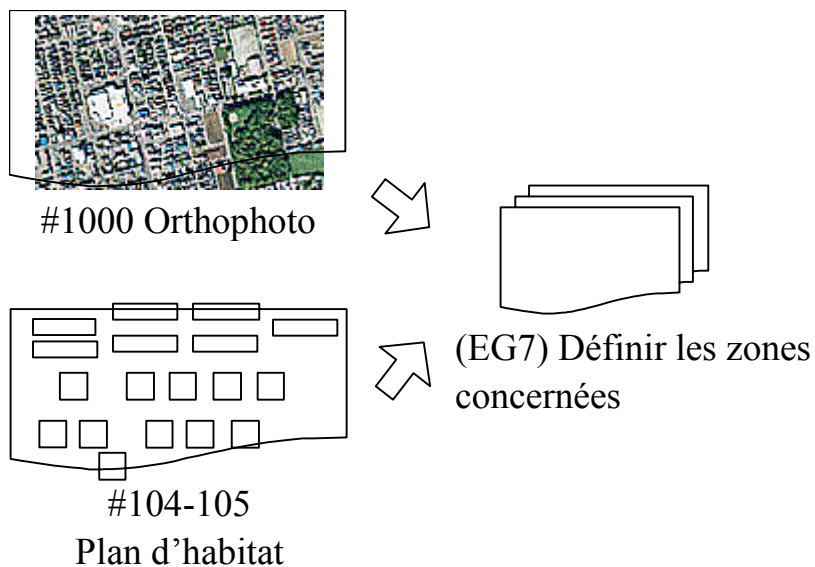 #1000 Orthophoto
(EG7) Définir les zones
concernées
#104-105
Plan d’habitat